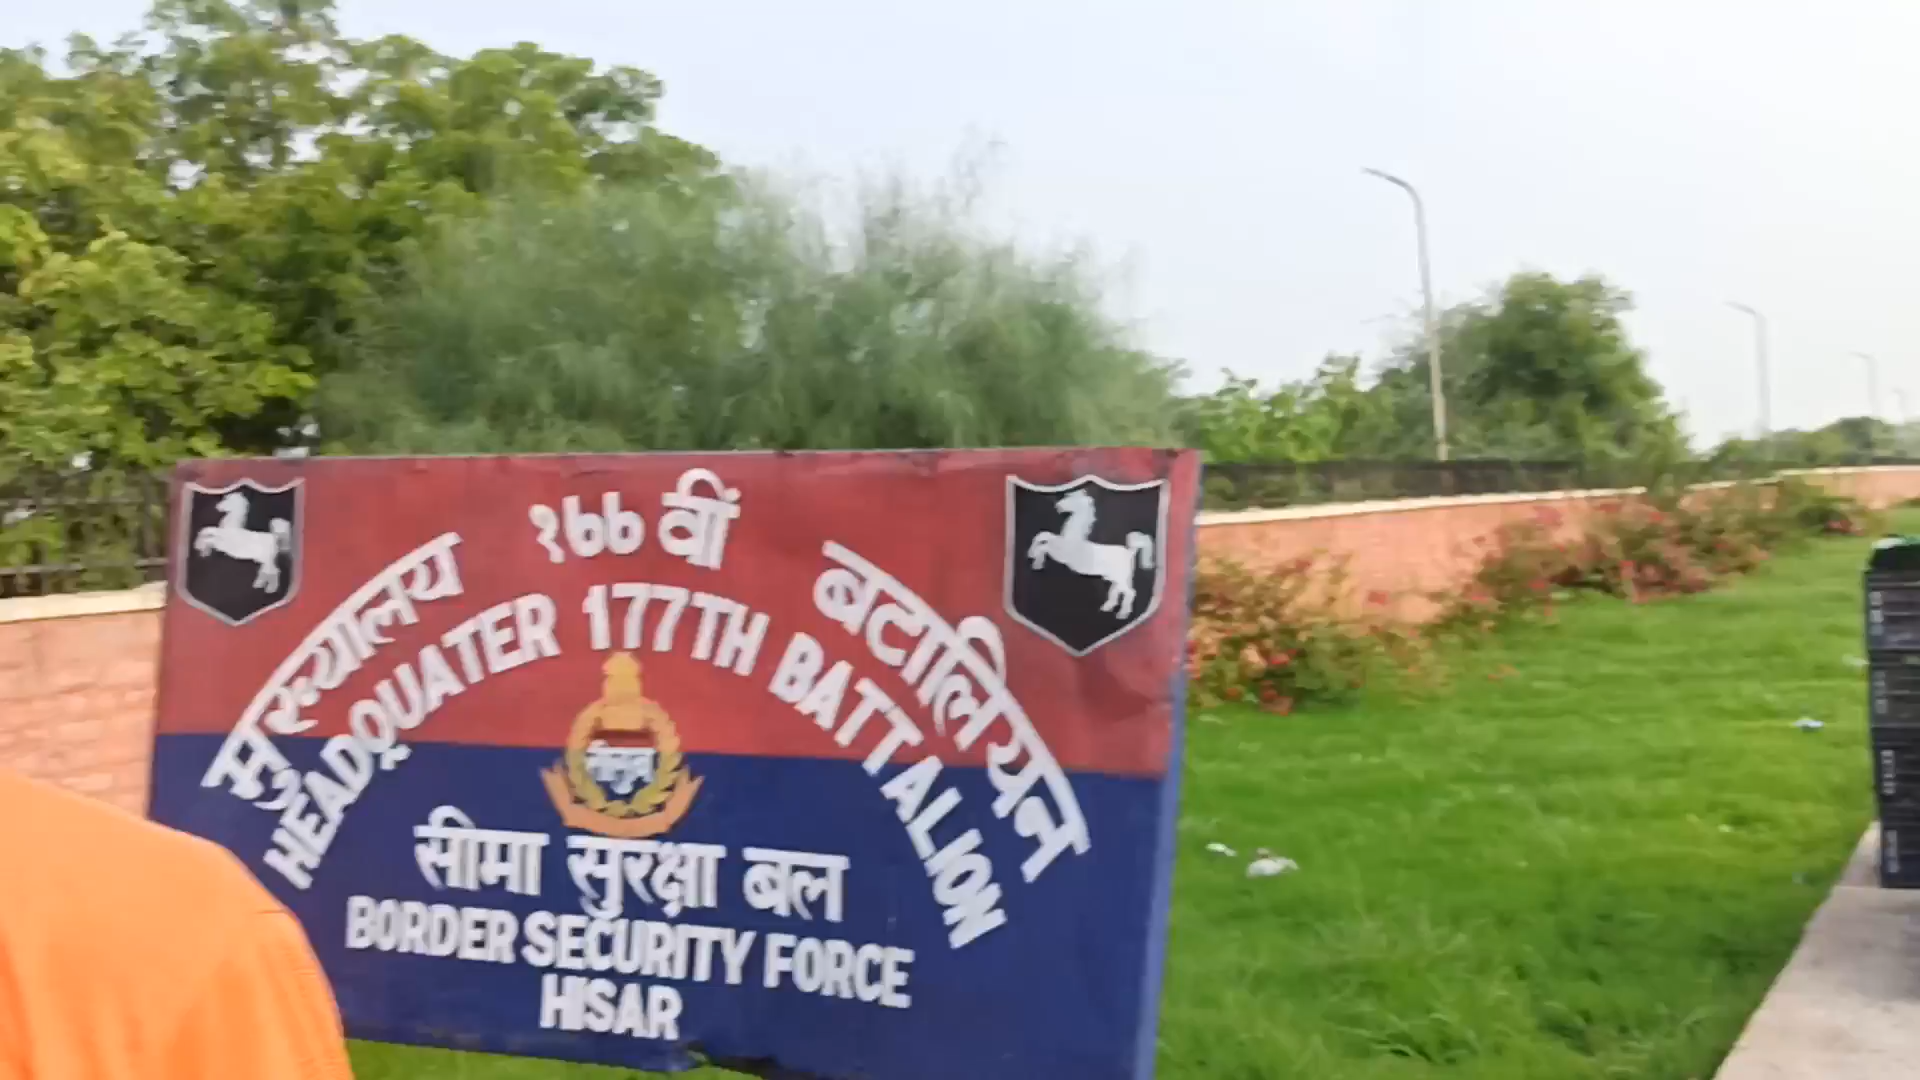 मुख्यालय १७७ वीं बटालियन
HEADQUATER 177TH BATTALION
सीसुब
सीमा सुरक्षा बल
BORDER SECURITY FORCE
HISAR